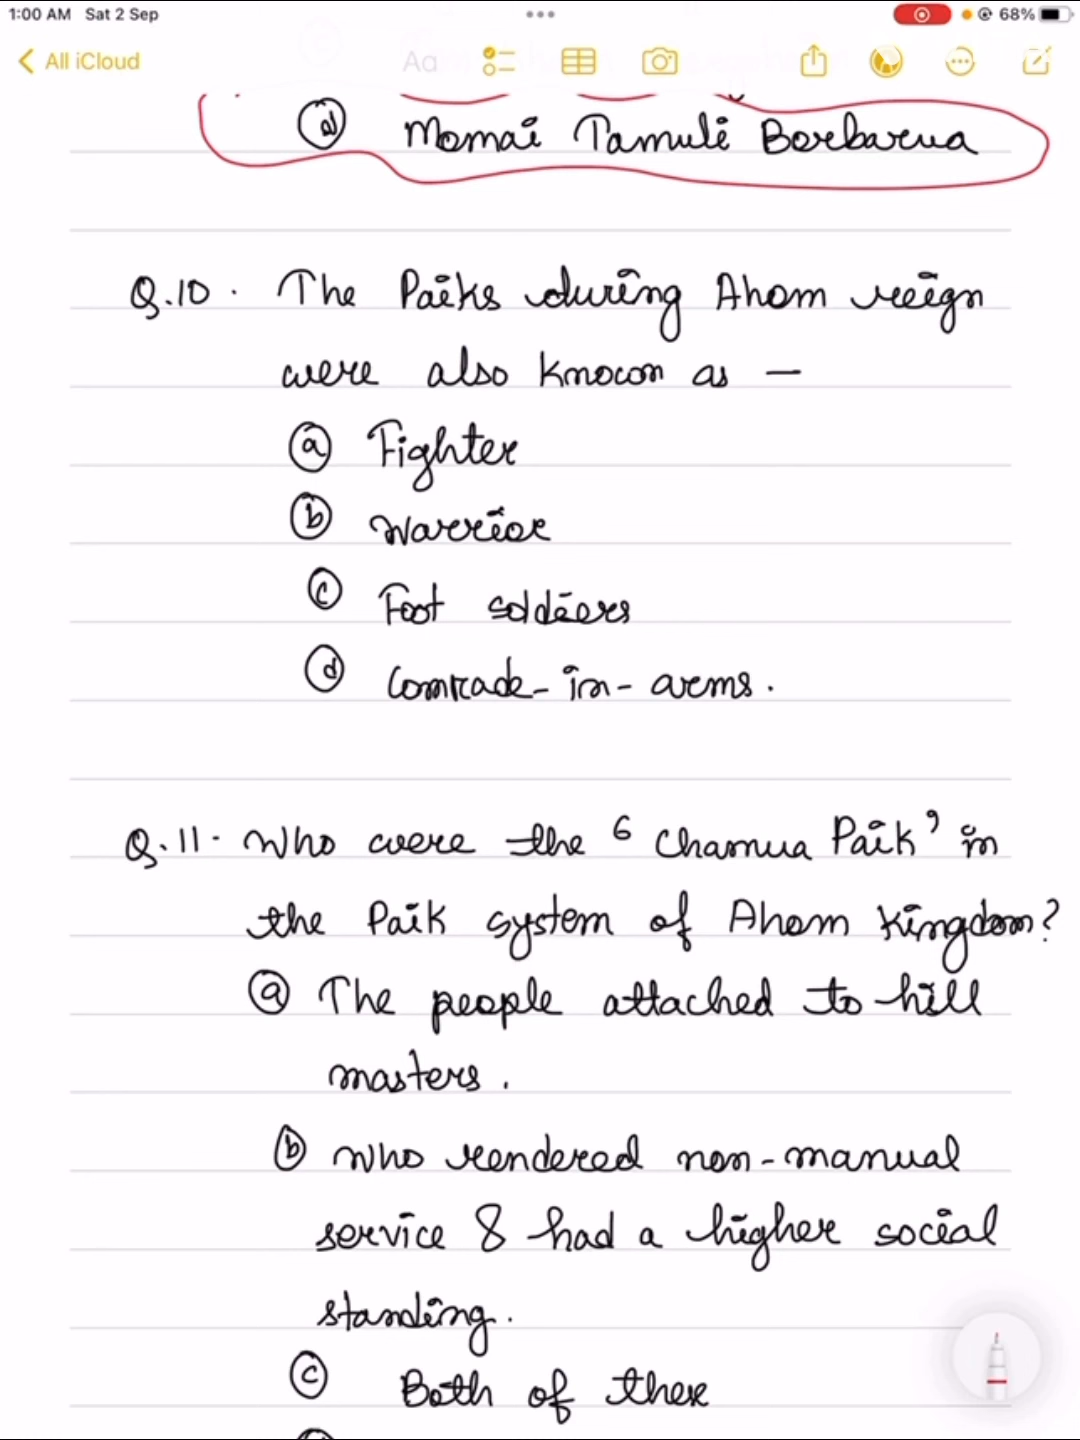 1:00 AM Sat 2 Sep
68%
All iCloud
Aa
(d) Momai Tamuli Borbarua
Q.10. The Paiks during Ahom reign
were also known as —
(a) Fighter
(b) Warrior
(c) Foot soldiers
(d) Comrade-in-arms.
Q.11. Who were the 'Chamua Paik' in
the Paik system of Ahom Kingdom?
(a) The people attached to hill
masters.
(b) Who rendered non-manual
service & had a higher social
standing.
(c) Both of them